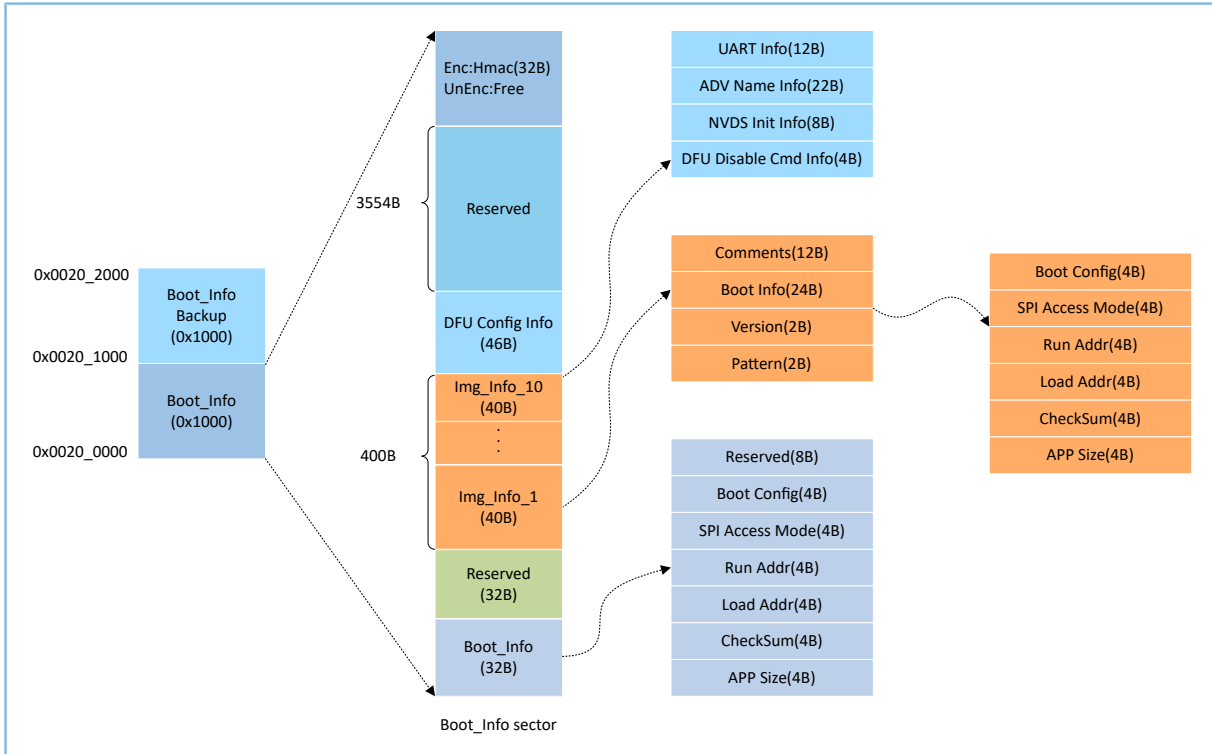 0x0020_2000
0x0020_1000
0x0020_0000
Boot_Info
Backup
(0x1000)
Boot_Info
(0x1000)
Enc:Hmac(32B)
UnEnc:Free
3554B
Reserved
DFU Config Info
(46B)
400B
Img_Info_10
(40B)
⋮
Img_Info_1
(40B)
Reserved
(32B)
Boot_Info
(32B)
Boot_Info sector
UART Info(12B)
ADV Name Info(22B)
NVDS Init Info(8B)
DFU Disable Cmd Info(4B)
Comments(12B)
Boot Info(24B)
Version(2B)
Pattern(2B)
Reserved(8B)
Boot Config(4B)
SPI Access Mode(4B)
Run Addr(4B)
Load Addr(4B)
CheckSum(4B)
APP Size(4B)
Boot Config(4B)
SPI Access Mode(4B)
Run Addr(4B)
Load Addr(4B)
CheckSum(4B)
APP Size(4B)